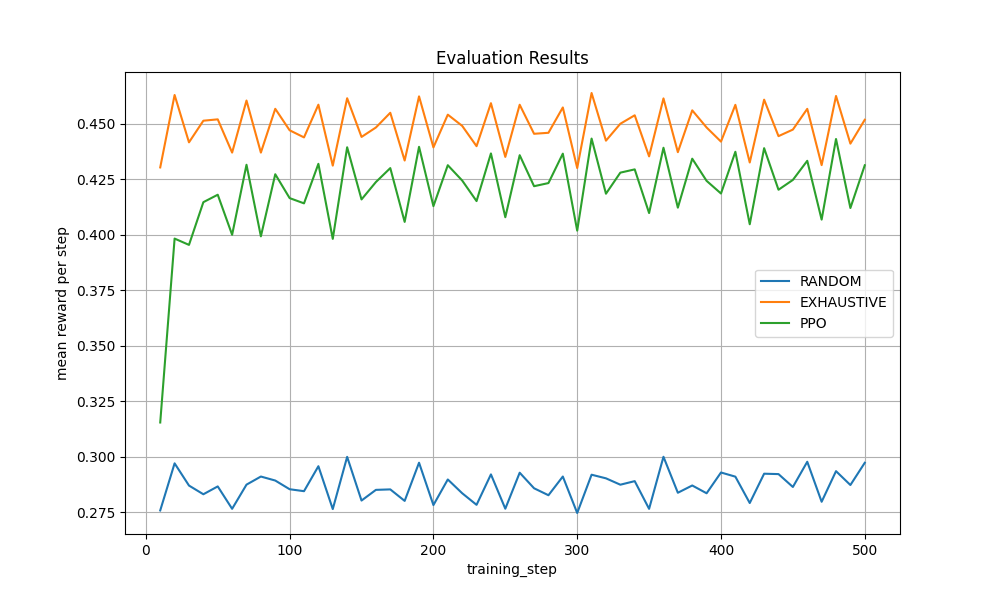 Evaluation Results
mean reward per step
0.450
0.425
0.400
0.375
0.350
0.325
0.300
0.275
RANDOM
EXHAUSTIVE
PPO
0
100
200
300
400
500
training_step